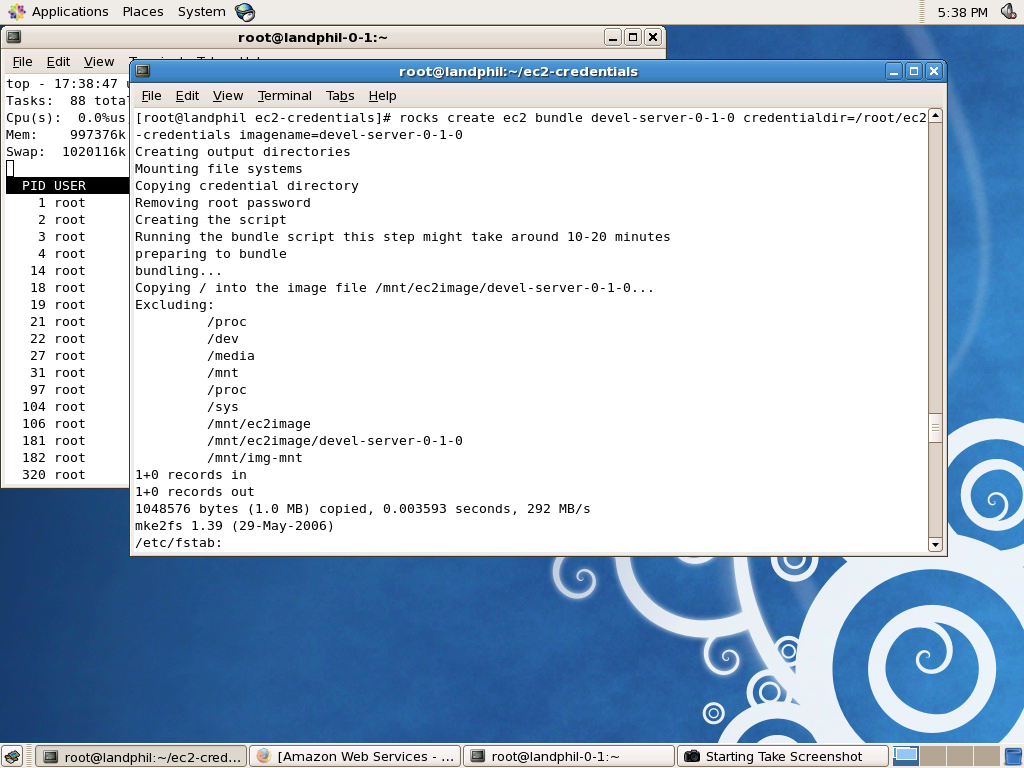 Applications Places System
5:38 PM
root@landphil-0-1:~
File Edit View
top - 17:38:47
Tasks: 88
Cpu(s): 0.0%us
Mem: 997376k
Swap: 1020116k
PID USER
1 root
2 root
3 root
4 root
14 root
18 root
19 root
21 root
22 root
27 root
31 root
97 root
104 root
106 root
181 root
182 root
320 root
root@landphil:~/ec2-credentials
File Edit View Terminal Tabs Help
[root@landphil ec2-credentials]# rocks create ec2 bundle devel-server-0-1-0 credentialdir=/root/ec2
-credentials imagename=devel-server-0-1-0
Creating output directories
Mounting file systems
Copying credential directory
Removing root password
Creating the script
Running the bundle script this step might take around 10-20 minutes
preparing to bundle
bundling...
Copying / into the image file /mnt/ec2image/devel-server-0-1-0...
Excluding:
/proc
/dev
/media
/mnt
/proc
/sys
/mnt/ec2image
/mnt/ec2image/devel-server-0-1-0
/mnt/img-mnt
1+0 records in
1+0 records out
1048576 bytes (1.0 MB) copied, 0.003593 seconds, 292 MB/s
mke2fs 1.39 (29-May-2006)
/etc/fstab:
root@landphil:~/ec2-cred...
[Amazon Web Services - ...
root@landphil-0-1:~
Starting Take Screenshot